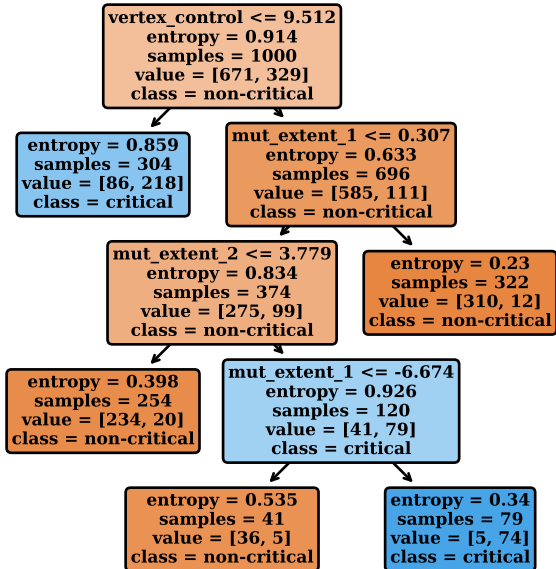 vertex_control <= 9.512
entropy = 0.914
samples = 1000
value = [671, 329]
class = non-critical
entropy = 0.859
samples = 304
value = [86, 218]
class = critical
mut_extent_1 <= 0.307
entropy = 0.633
samples = 696
value = [585, 111]
class = non-critical
mut_extent_2 <= 3.779
entropy = 0.834
samples = 374
value = [275, 99]
class = non-critical
entropy = 0.23
samples = 322
value = [310, 12]
class = non-critical
entropy = 0.398
samples = 254
value = [234, 20]
class = non-critical
mut_extent_1 <= -6.674
entropy = 0.926
samples = 120
value = [41, 79]
class = critical
entropy = 0.535
samples = 41
value = [36, 5]
class = non-critical
entropy = 0.34
samples = 79
value = [5, 74]
class = critical